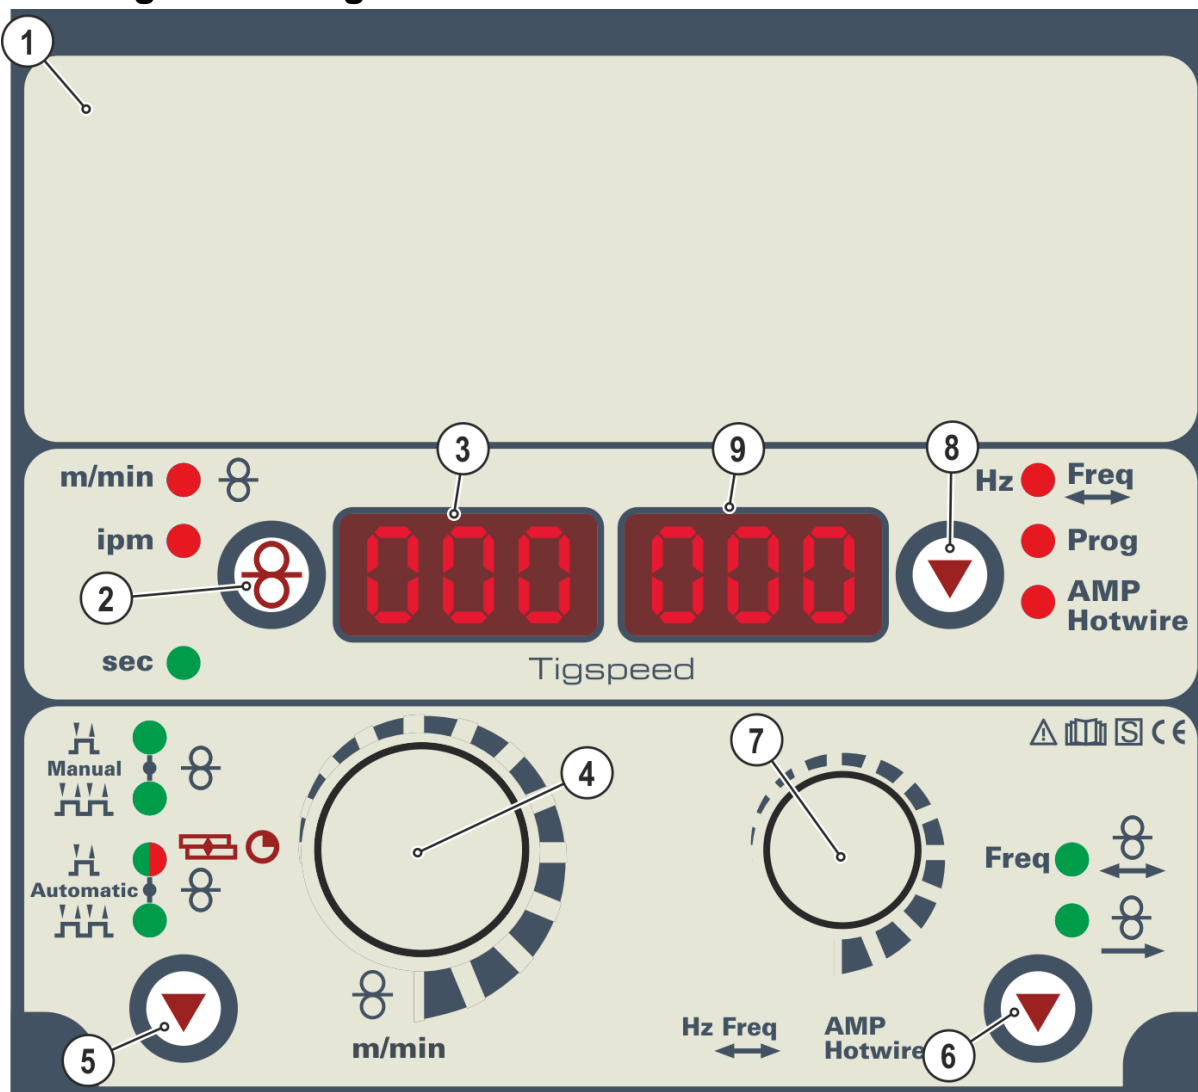 1
3
9
8
m/min
Hz
Freq
ipm
Prog
2
AMP
Hotwire
000
000
sec
Tigspeed
Manual
7
S CE
4
Automatic
Freq
m/min
Hz Freq
AMP
Hotwire
5
6